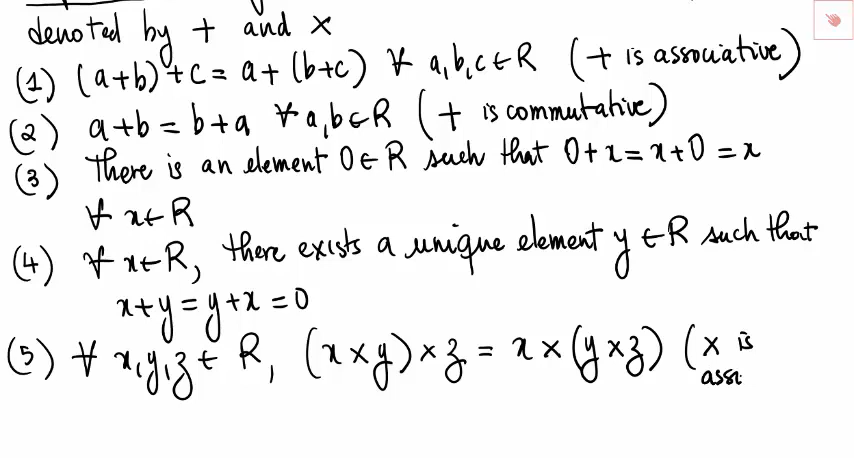 denoted by + and ×
(1) (a+b)+c = a+(b+c) ∀ a,b,c ∈ R (+ is associative)
(2) a+b = b+a ∀ a,b ∈ R (+ is commutative)
(3) There is an element 0 ∈ R such that 0+x = x+0 = x
∀ x ∈ R
(4) ∀ x ∈ R, there exists a unique element y ∈ R such that
x+y = y+x = 0
(5) ∀ x,y,z ∈ R, (x × y) × z = x × (y × z) (× is
assi